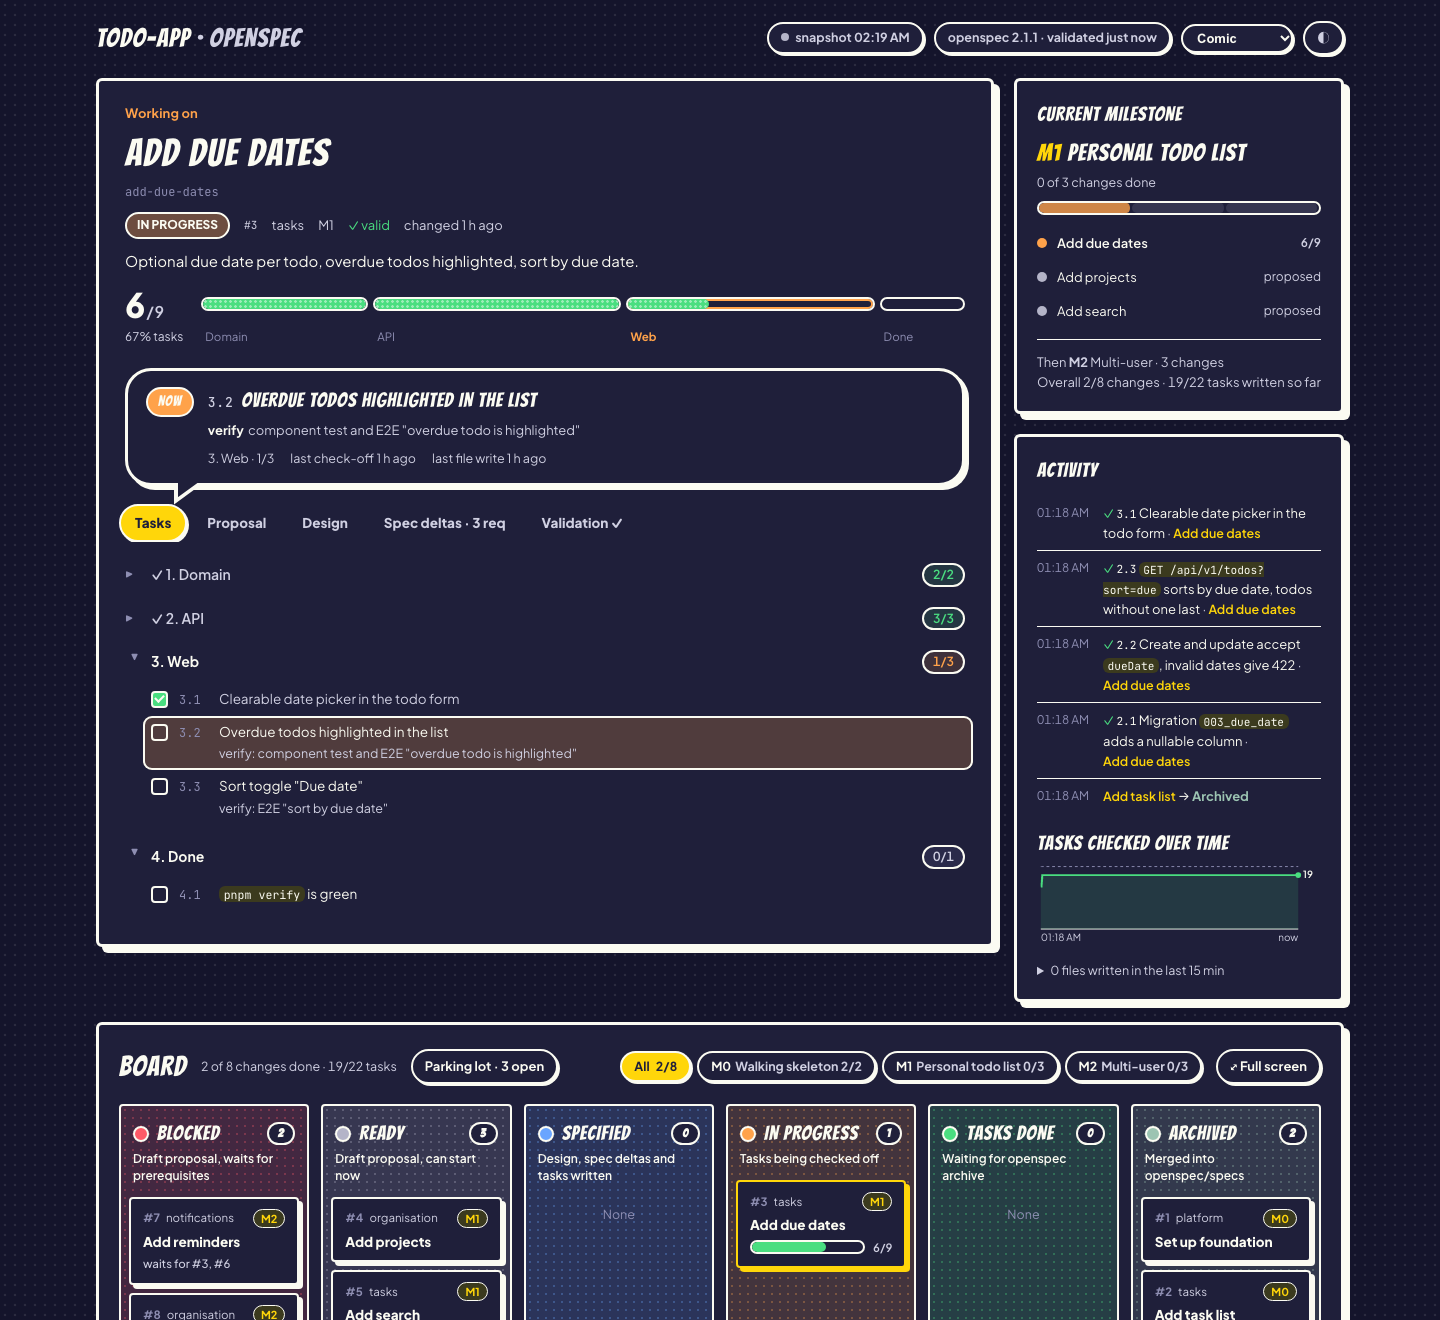 TODO-APP · OPENSPEC
snapshot 02:19 AM
openspec 2.1.1 · validated just now
Comic
Working on
ADD DUE DATES
add-due-dates
IN PROGRESS #3 tasks M1 ✓ valid changed 1 h ago
Optional due date per todo, overdue todos highlighted, sort by due date.
6/9
67% tasks
Domain
API
Web
Done
NOW
3.2 OVERDUE TODOS HIGHLIGHTED IN THE LIST
verify component test and E2E "overdue todo is highlighted"
3. Web · 1/3 last check-off 1 h ago last file write 1 h ago
Tasks
Proposal
Design
Spec deltas · 3 req
Validation ✓
✓ 1. Domain 2/2
✓ 2. API 3/3
3. Web 1/3
3.1 Clearable date picker in the todo form
3.2 Overdue todos highlighted in the list
verify: component test and E2E "overdue todo is highlighted"
3.3 Sort toggle "Due date"
verify: E2E "sort by due date"
4. Done 0/1
4.1 pnpm verify is green
CURRENT MILESTONE
M1 PERSONAL TODO LIST
0 of 3 changes done
Add due dates 6/9
Add projects proposed
Add search proposed
Then M2 Multi-user · 3 changes
Overall 2/8 changes · 19/22 tasks written so far
ACTIVITY
01:18 AM ✓ 3.1 Clearable date picker in the
todo form · Add due dates
01:18 AM ✓ 2.3 GET /api/v1/todos?
sort=due sorts by due date, todos
without one last · Add due dates
01:18 AM ✓ 2.2 Create and update accept
dueDate, invalid dates give 422 ·
Add due dates
01:18 AM ✓ 2.1 Migration 003_due_date
adds a nullable column ·
Add due dates
01:18 AM Add task list → Archived
TASKS CHECKED OVER TIME
19
01:18 AM now
0 files written in the last 15 min
BOARD 2 of 8 changes done · 19/22 tasks
Parking lot · 3 open
All 2/8
M0 Walking skeleton 2/2
M1 Personal todo list 0/3
M2 Multi-user 0/3
Full screen
BLOCKED 2
Draft proposal, waits for
prerequisites
#7 notifications M2
Add reminders
waits for #3, #6
#8 organisation M2
READY 3
Draft proposal, can start
now
#4 organisation M1
Add projects
#5 tasks M1
Add search
SPECIFIED 0
Design, spec deltas and
tasks written
None
IN PROGRESS 1
Tasks being checked off
#3 tasks M1
Add due dates
6/9
TASKS DONE 0
Waiting for openspec
archive
None
ARCHIVED 2
Merged into
openspec/specs
#1 platform M0
Set up foundation
#2 tasks M0
Add task list